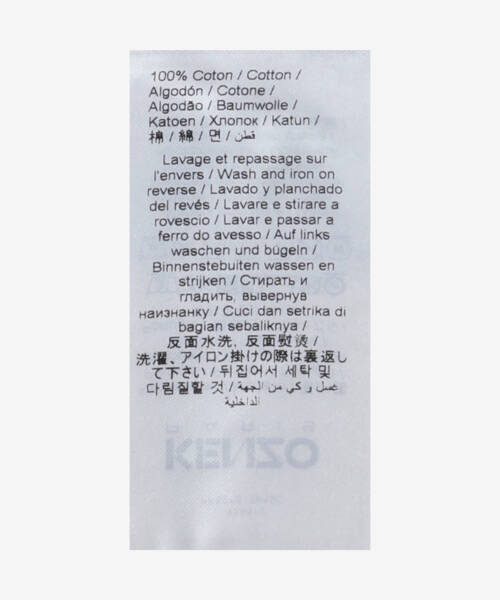 100% Coton / Cotton /
Algodón / Cotone /
Algodão / Baumwolle /
Katoen / Хлопок / Katun /
棉 / 綿 / 면 / قطن
Lavage et repassage sur
l'envers / Wash and iron on
reverse / Lavado y planchado
del revés / Lavare e stirare a
rovescio / Lavar e passar a
ferro do avesso / Auf links
waschen und bügeln /
Binnenstebuiten wassen en
strijken / Стирать и
гладить, вывернув
наизнанку / Cuci dan setrika di
bagian sebaliknya /
反面水洗, 反面熨烫 /
洗濯、アイロン掛けの際は裏返し
て下さい / 뒤집어서 세탁 및
다림질할 것 / غسل و كي من الجهة
الداخلية
KENZO